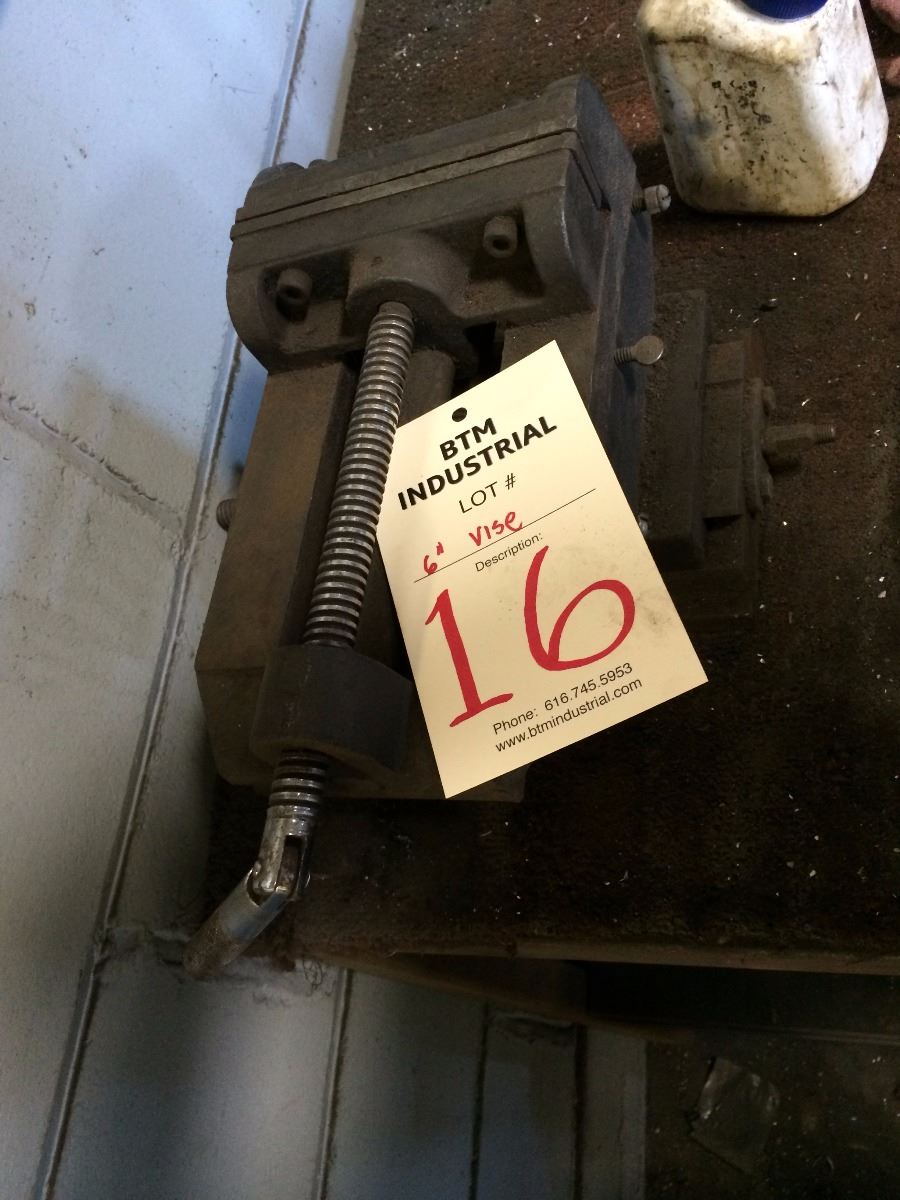 BTM
INDUSTRIAL
LOT #
6" Vise
Description:
16
Phone: 616.745.5953
www.btmindustrial.com